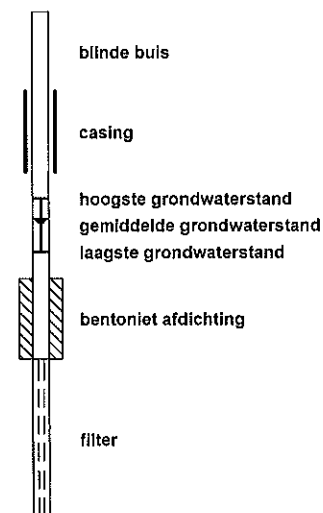 blinde buis
casing
hoogste grondwaterstand
gemiddelde grondwaterstand
laagste grondwaterstand
bentoniet afdichting
filter